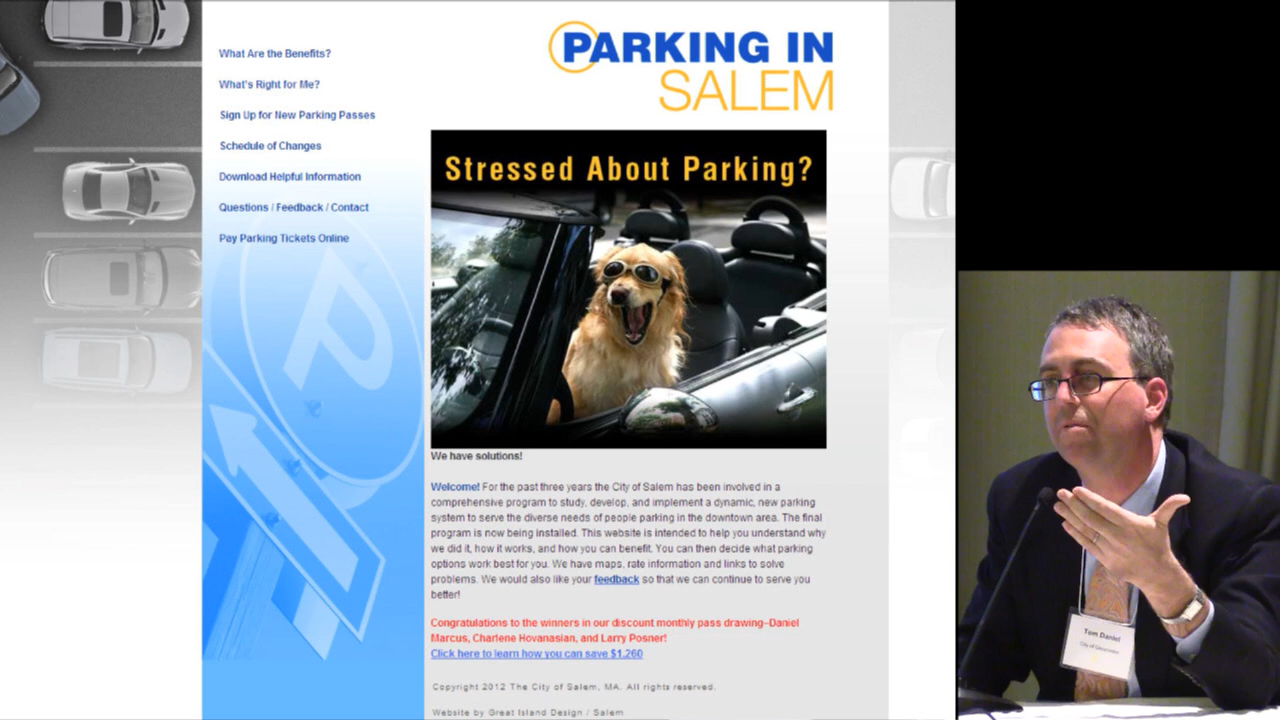 What Are the Benefits?
What's Right for Me?
Sign Up for New Parking Passes
Schedule of Changes
Download Helpful Information
Questions / Feedback / Contact
Pay Parking Tickets Online
PARKING IN
SALEM
Stressed About Parking?
We have solutions!
Welcome! For the past three years the City of Salem has been involved in a
comprehensive program to study, develop, and implement a dynamic, new parking
system to serve the diverse needs of people parking in the downtown area. The final
program is now being installed. This website is intended to help you understand why
we did it, how it works, and how you can benefit. You can then decide what parking
options work best for you. We have maps, rate information and links to solve
problems. We would also like your feedback so that we can continue to serve you
better!
Congratulations to the winners in our discount monthly pass drawing–Daniel
Marcus, Charlene Hovanasian, and Larry Posner!
Click here to learn how you can save $1,260
Copyright 2012 The City of Salem, MA. All rights reserved.
Website by Great Island Design / Salem
P
Tom Daniel
City of Gloucester